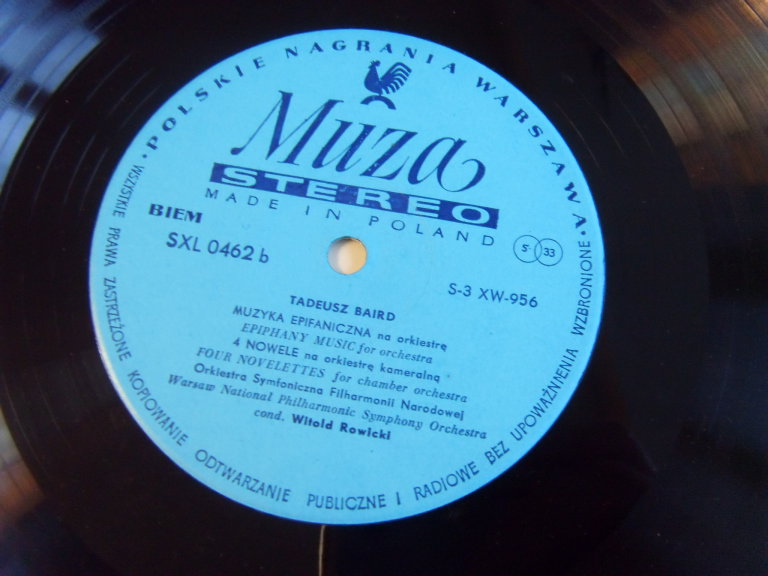 • POLSKIE NAGRANIA WARSZAWA •
Muza
STEREO
MADE IN POLAND
BIEM
SXL 0462 b
S 33
S-3 XW-956
TADEUSZ BAIRD
MUZYKA EPIFANICZNA na orkiestrę
EPIPHANY MUSIC for orchestra
4 NOWELE na orkiestrę kameralną
FOUR NOVELETTES for chamber orchestra
Orkiestra Symfoniczna Filharmonii Narodowej
Warsaw National Philharmonic Symphony Orchestra
cond. Witold Rowicki
WSZYSTKIE PRAWA ZASTRZEŻONE KOPIOWANIE ODTWARZANIE PUBLICZNE I RADIOWE BEZ UPOWAŻNIENIA WZBRONIONE